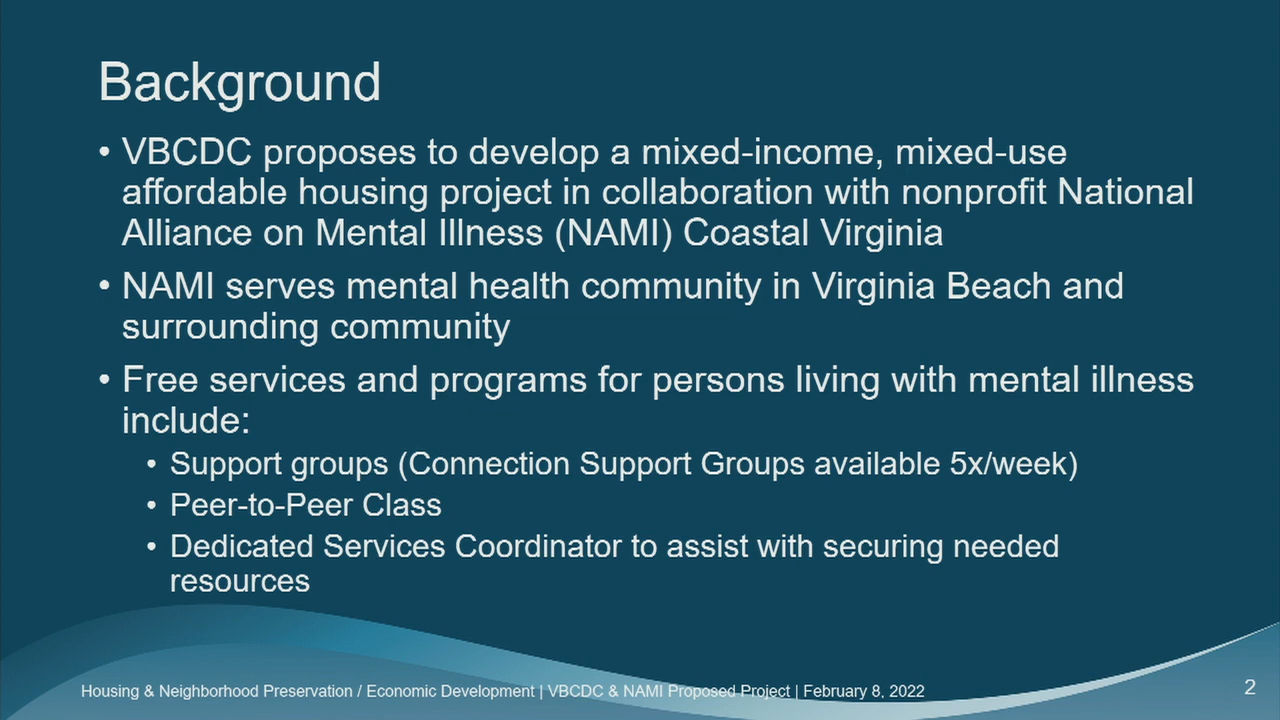 Background
• VBCDC proposes to develop a mixed-income, mixed-use
affordable housing project in collaboration with nonprofit National
Alliance on Mental Illness (NAMI) Coastal Virginia
• NAMI serves mental health community in Virginia Beach and
surrounding community
• Free services and programs for persons living with mental illness
include:
• Support groups (Connection Support Groups available 5x/week)
• Peer-to-Peer Class
• Dedicated Services Coordinator to assist with securing needed
resources
Housing & Neighborhood Preservation / Economic Development | VBCDC & NAMI Proposed Project | February 8, 2022
2